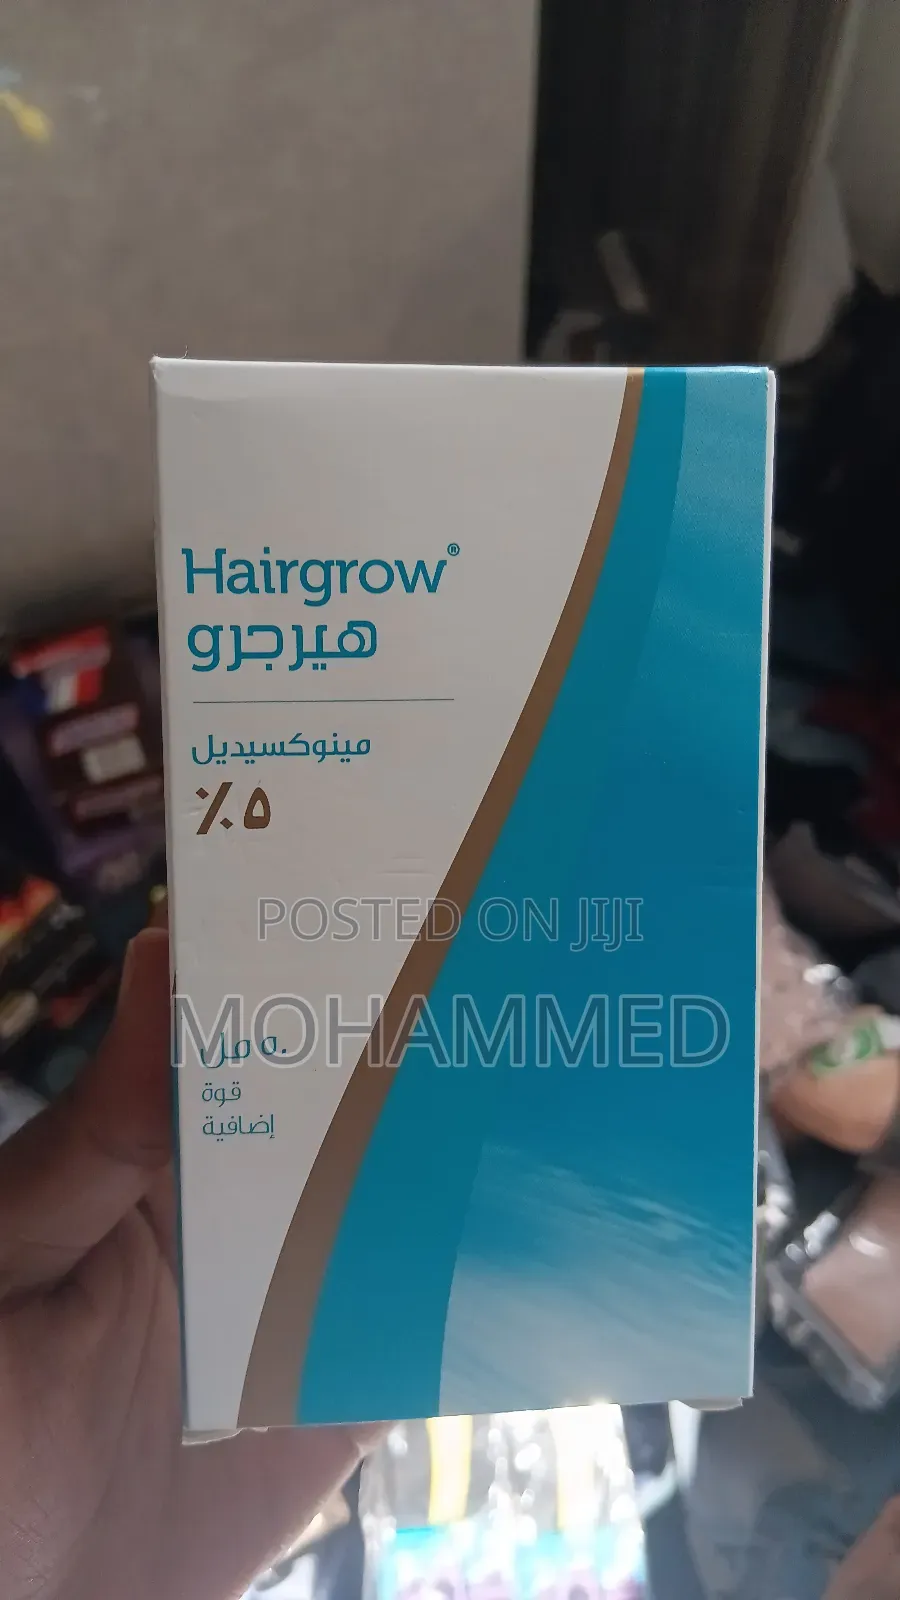 Hairgrow®
هيرجرو
مينوكسيديل
٥٪
POSTED ON JIJI
MOHAMMED
٥٠ مل
قوة
إضافية